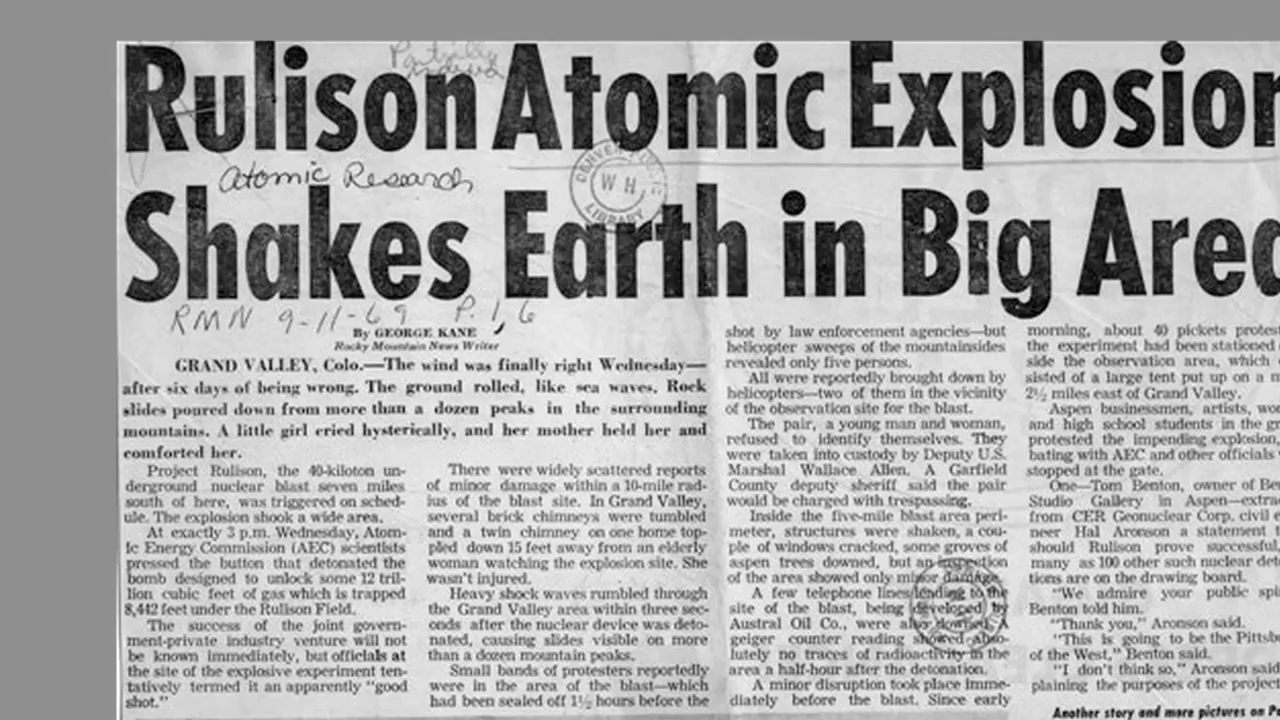 Rulison Atomic Explosion
Atomic Research
DENVER PUBLIC
W H
LIBRARY
Shakes Earth in Big Area
RMN 9-11-69 P. 1, 6
By GEORGE KANE
Rocky Mountain News Writer
GRAND VALLEY, Colo.—The wind was finally right Wednesday—
after six days of being wrong. The ground rolled, like sea waves. Rock
slides poured down from more than a dozen peaks in the surrounding
mountains. A little girl cried hysterically, and her mother held her and
comforted her.
Project Rulison, the 40-kiloton un-
derground nuclear blast seven miles
south of here, was triggered on sched-
ule. The explosion shook a wide area.
At exactly 3 p.m. Wednesday, Atom-
ic Energy Commission (AEC) scientists
pressed the button that detonated the
bomb designed to unlock some 12 tril-
lion cubic feet of gas which is trapped
8,442 feet under the Rulison Field.
The success of the joint govern-
ment-private industry venture will not
be known immediately, but officials at
the site of the explosive experiment ten-
tatively termed it an apparently "good
shot."
There were widely scattered reports
of minor damage within a 10-mile rad-
ius of the blast site. In Grand Valley,
several brick chimneys were tumbled
and a twin chimney on one home top-
pled down 15 feet away from an elderly
woman watching the explosion site. She
wasn't injured.
Heavy shock waves rumbled through
the Grand Valley area within three sec-
onds after the nuclear device was deto-
nated, causing slides visible on more
than a dozen mountain peaks.
Small bands of protesters reportedly
were in the area of the blast—which
had been sealed off 1½ hours before the
shot by law enforcement agencies—but
helicopter sweeps of the mountainsides
revealed only five persons.
All were reportedly brought down by
helicopters—two of them in the vicinity
of the observation site for the blast.
The pair, a young man and woman,
refused to identify themselves. They
were taken into custody by Deputy U.S.
Marshal Wallace Allen. A Garfield
County deputy sheriff said the pair
would be charged with trespassing.
Inside the five-mile blast area peri-
meter, structures were shaken, a cou-
ple of windows cracked, some groves of
aspen trees downed, but an inspection
of the area showed only minor damage.
A few telephone lines lending to the
site of the blast, being developed by
Austral Oil Co., were also downed. A
geiger counter reading showed abso-
lutely no traces of radioactivity in the
area a half-hour after the detonation.
A minor disruption took place imme-
diately before the blast. Since early
morning, about 40 pickets protest
the experiment had been stationed
side the observation area, which
sisted of a large tent put up on a m
2½ miles east of Grand Valley.
Aspen businessmen, artists, wo
and high school students in the gr
protested the impending explosion,
bating with AEC and other officials
stopped at the gate.
One—Tom Benton, owner of Be
Studio Gallery in Aspen—extra
from CER Geonuclear Corp. civil e
neer Hal Aronson a statement t
should Rulison prove successful,
many as 100 other such nuclear det
tions are on the drawing board.
"We admire your public spi
Benton told him.
"Thank you," Aronson said.
"This is going to be the Pittsb
of the West," Benton said.
"I don't think so," Aronson said
plaining the purposes of the project
Another story and more pictures on P